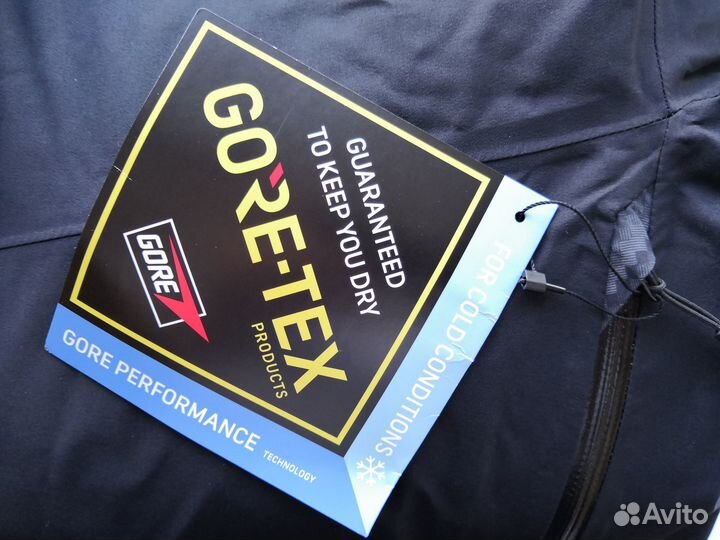 GUARANTEED
TO KEEP YOU DRY
GORE-TEX
PRODUCTS
GORE
GORE PERFORMANCE TECHNOLOGY
FOR COLD CONDITIONS
Avito